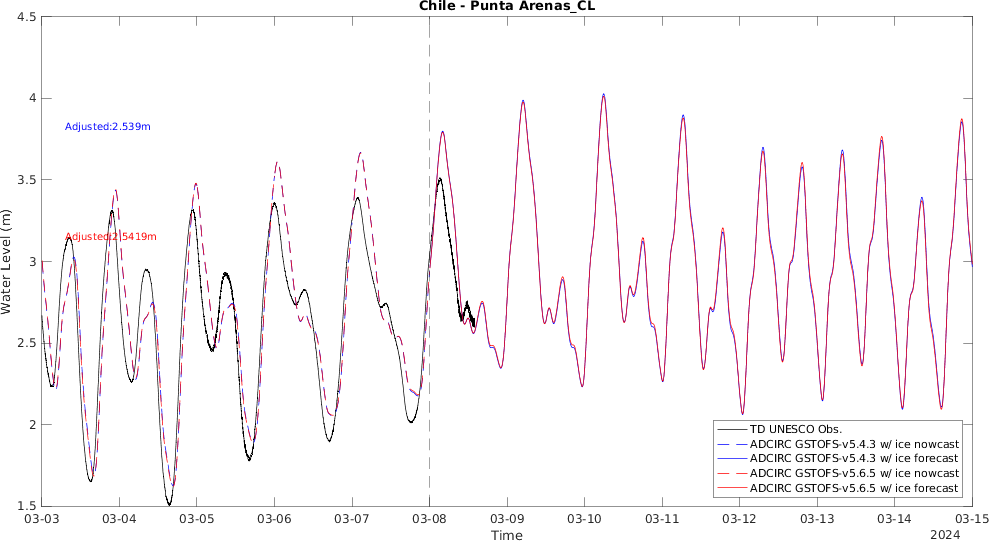 Chile - Punta Arenas_CL
4.5
4
3.5
3
2.5
2
1.5
Water Level (m)
Adjusted:2.539m
Adjusted:2.5419m
TD UNESCO Obs.
ADCIRC GSTOFS-v5.4.3 w/ ice nowcast
ADCIRC GSTOFS-v5.4.3 w/ ice forecast
ADCIRC GSTOFS-v5.6.5 w/ ice nowcast
ADCIRC GSTOFS-v5.6.5 w/ ice forecast
03-03 03-04 03-05 03-06 03-07 03-08 03-09 03-10 03-11 03-12 03-13 03-14 03-15
Time
2024